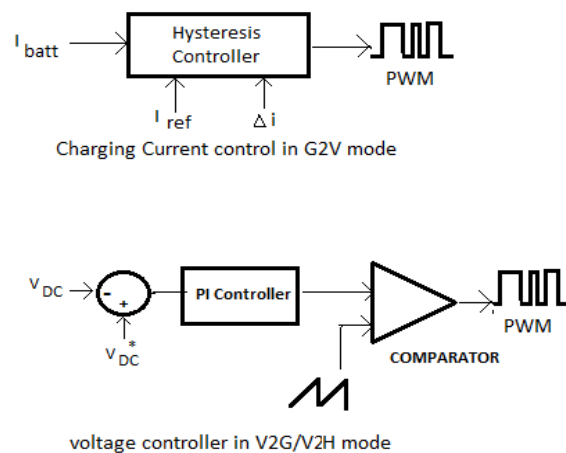 I batt
Hysteresis
Controller
PWM
I ref
Δ i
Charging Current control in G2V mode
V DC
-
+
V DC *
PI Controller
COMPARATOR
PWM
voltage controller in V2G/V2H mode